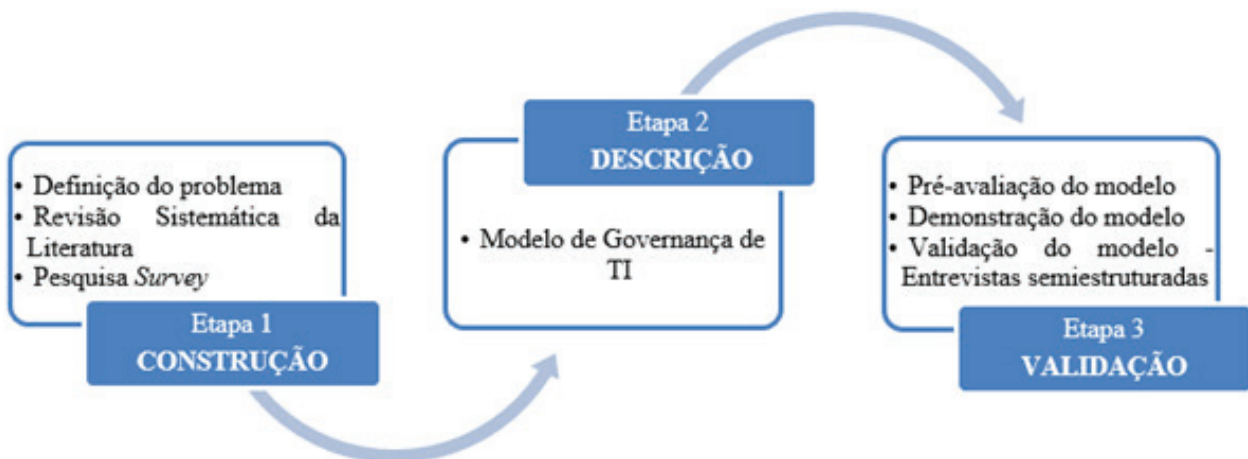 • Definição do problema
• Revisão Sistemática da
Literatura
• Pesquisa Survey
Etapa 1
CONSTRUÇÃO
Etapa 2
DESCRIÇÃO
• Modelo de Governança de
TI
• Pré-avaliação do modelo
• Demonstração do modelo
• Validação do modelo -
Entrevistas semiestruturadas
Etapa 3
VALIDAÇÃO